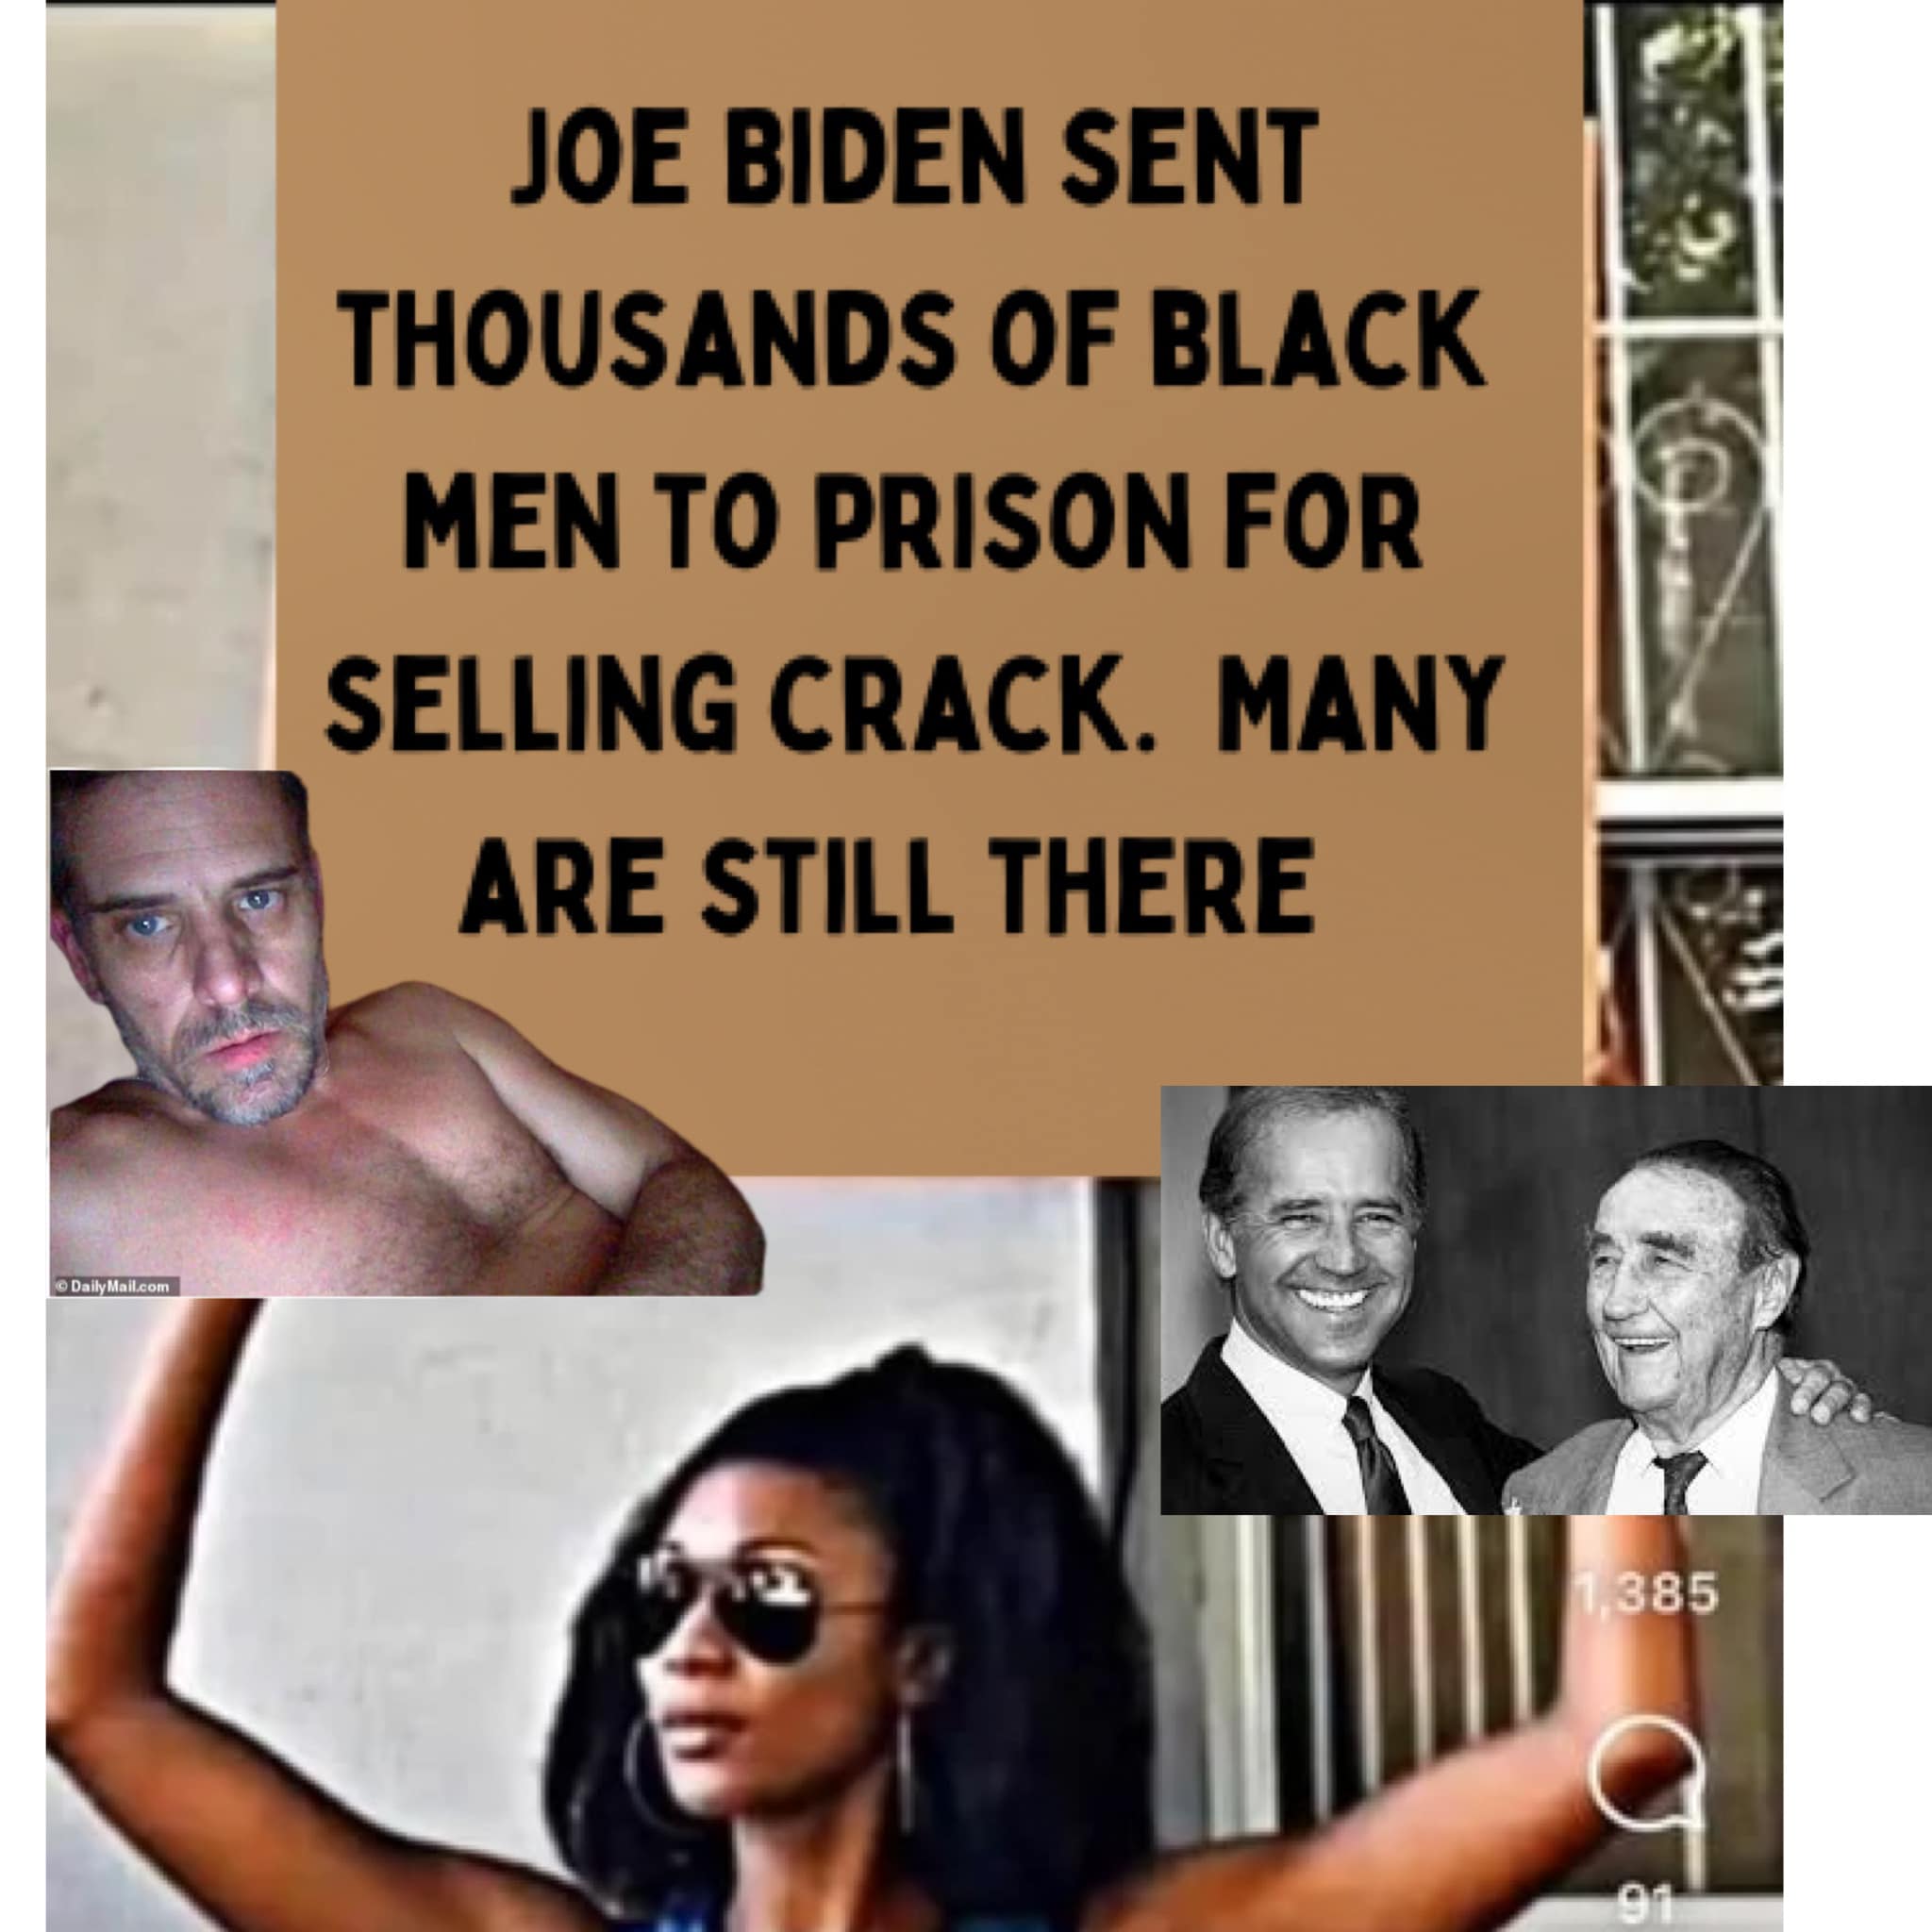 JOE BIDEN SENT
THOUSANDS OF BLACK
MEN TO PRISON FOR
SELLING CRACK. MANY
ARE STILL THERE
© DailyMail.com
1,385
91